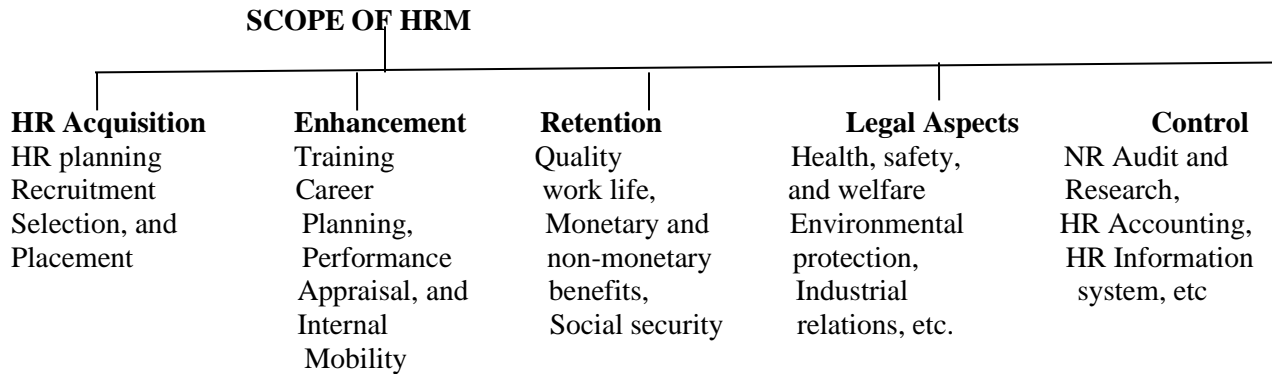 SCOPE OF HRM
HR Acquisition
HR planning
Recruitment
Selection, and
Placement
Enhancement
Training
Career
Planning,
Performance
Appraisal, and
Internal
Mobility
Retention
Quality
work life,
Monetary and
non-monetary
benefits,
Social security
Legal Aspects
Health, safety,
and welfare
Environmental
protection,
Industrial
relations, etc.
Control
NR Audit and
Research,
HR Accounting,
HR Information
system, etc